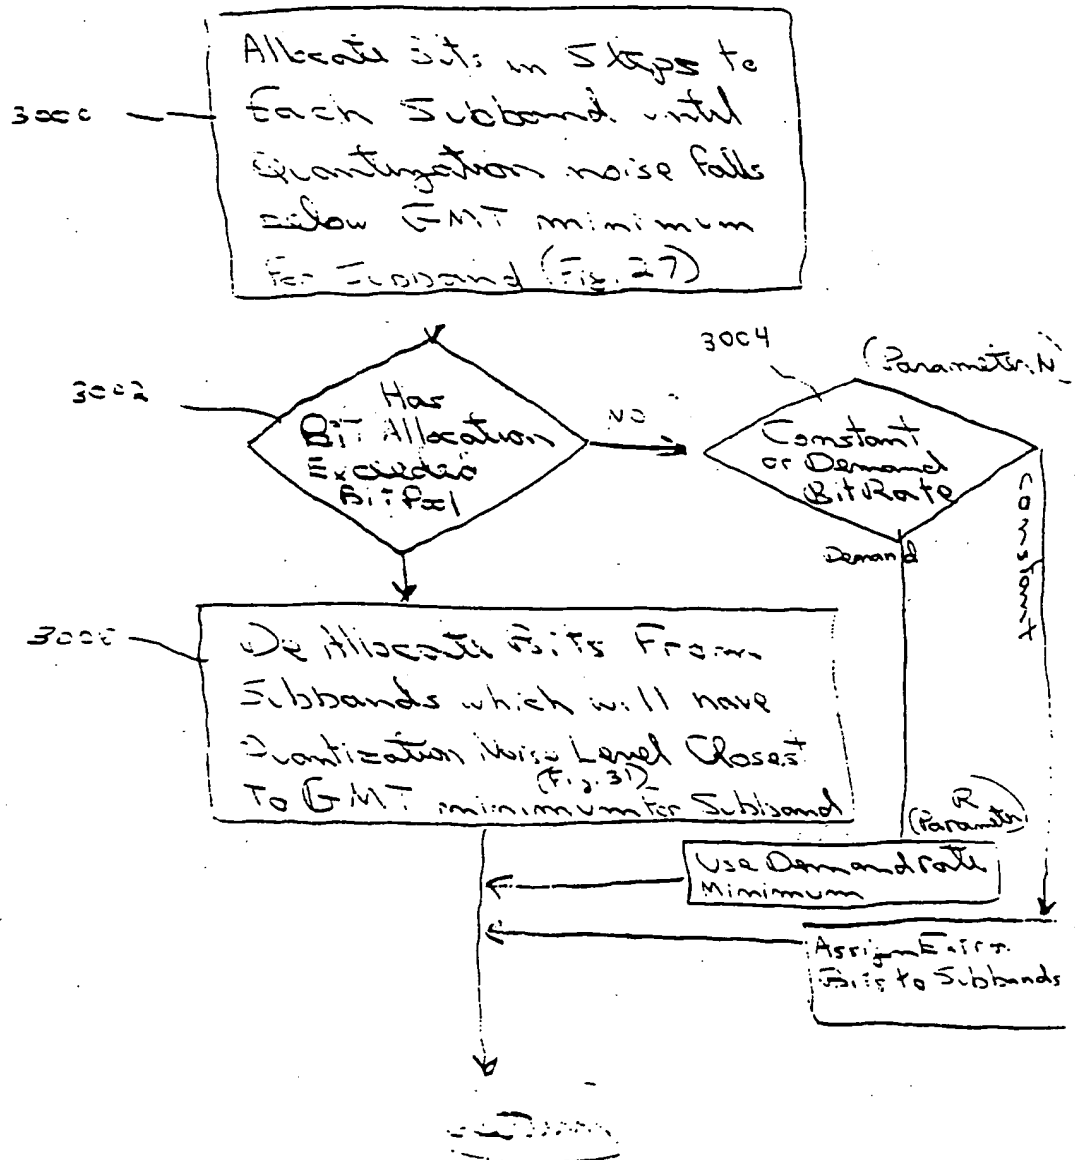 Allocate Bits in Steps to
Each Subband until
Quantization noise falls
below GMT minimum
For Subband (Fig. 27)
3002
Has
Bit Allocation
Exceeded
Bit Pool
NO
3004
(Parameter N
Constant
or Demand
Bit Rate
Demand
Constant
DeAllocate Bits From
Subbands which will have
Quantization Noise Level Closest
(Fig. 31)
To GMT minimum for Subband
R
(Parameter)
Use Demand rate
Minimum
Assign
Bits to Subbands